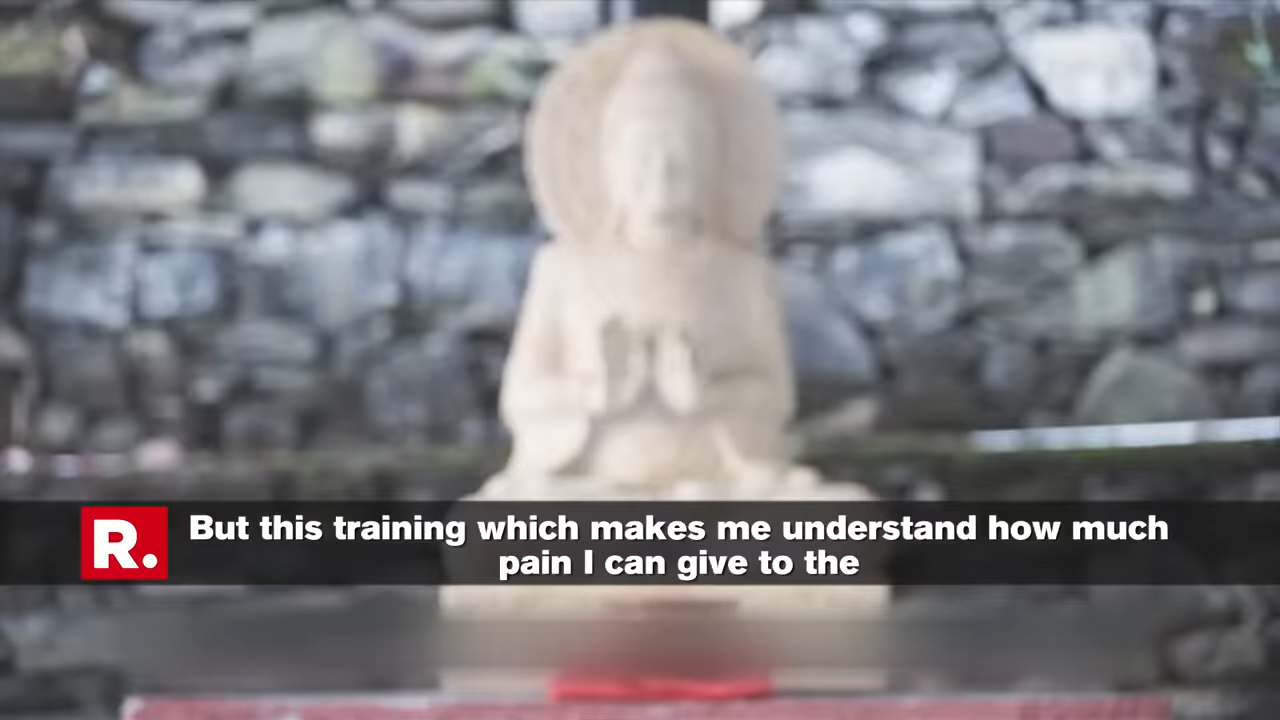 R.
But this training which makes me understand how much
pain I can give to the